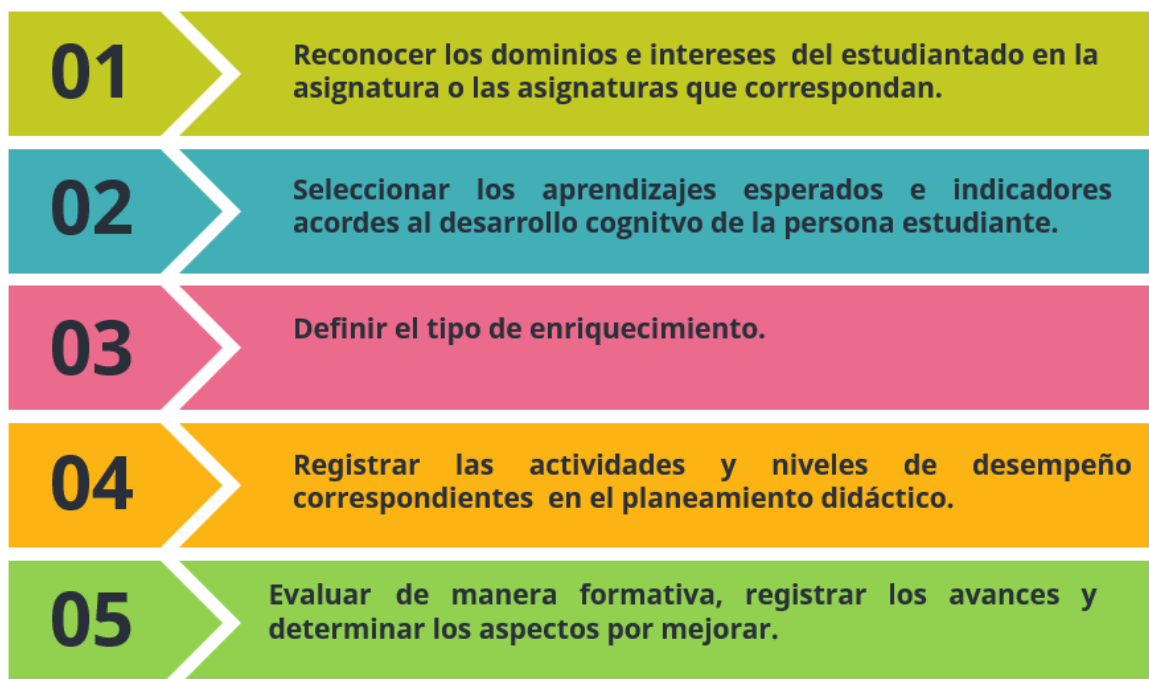 01
Reconocer los dominios e intereses del estudiantado en la
asignatura o las asignaturas que correspondan.
02
Seleccionar los aprendizajes esperados e indicadores
acordes al desarrollo cognitvo de la persona estudiante.
03
Definir el tipo de enriquecimiento.
04
Registrar las actividades y niveles de desempeño
correspondientes en el planeamiento didáctico.
05
Evaluar de manera formativa, registrar los avances y
determinar los aspectos por mejorar.